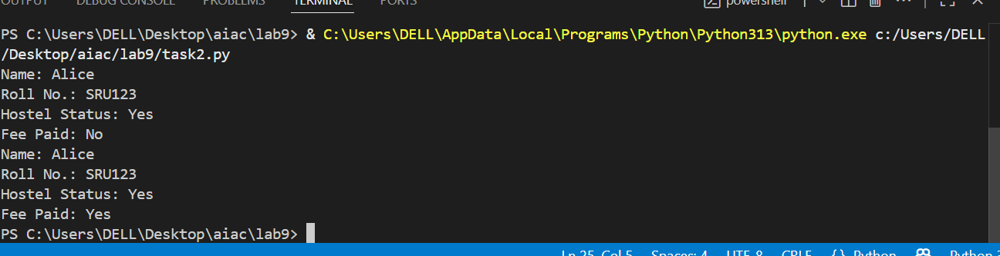 OUTPUT DEBUG CONSOLE PROBLEMS TERMINAL PORTS powershell
PS C:\Users\DELL\Desktop\aiac\lab9> & C:\Users\DELL\AppData\Local\Programs\Python\Python313\python.exe c:/Users/DELL
/Desktop/aiac/lab9/task2.py
Name: Alice
Roll No.: SRU123
Hostel Status: Yes
Fee Paid: No
Name: Alice
Roll No.: SRU123
Hostel Status: Yes
Fee Paid: Yes
PS C:\Users\DELL\Desktop\aiac\lab9>
Ln 25, Col 5 Spaces: 4 UTF-8 CRLF {} Python